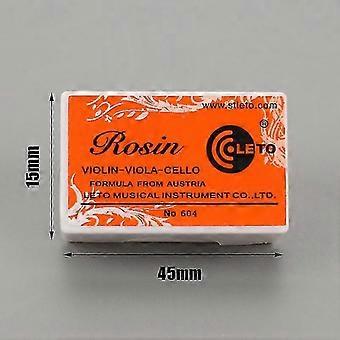 www.stleto.com
®
Rosin
LETO
VIOLIN-VIOLA-CELLO
FORMULA FROM AUSTRIA
LETO MUSICAL INSTRUMENT CO.,LTD.
No 604
15mm
45mm